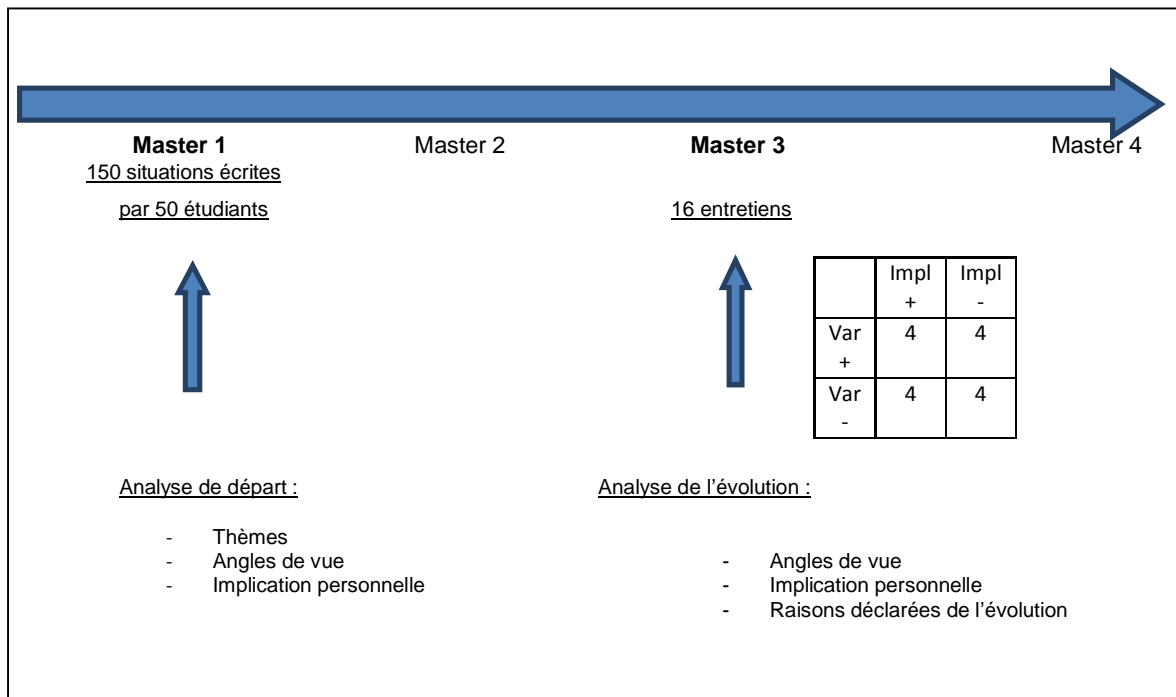 Master 1 Master 2 Master 3 Master 4
150 situations écrites
par 50 étudiants
16 entretiens
Impl Impl
+ -
Var 4 4
+
Var 4 4
-
Analyse de départ :
- Thèmes
- Angles de vue
- Implication personnelle
Analyse de l’évolution :
- Angles de vue
- Implication personnelle
- Raisons déclarées de l’évolution